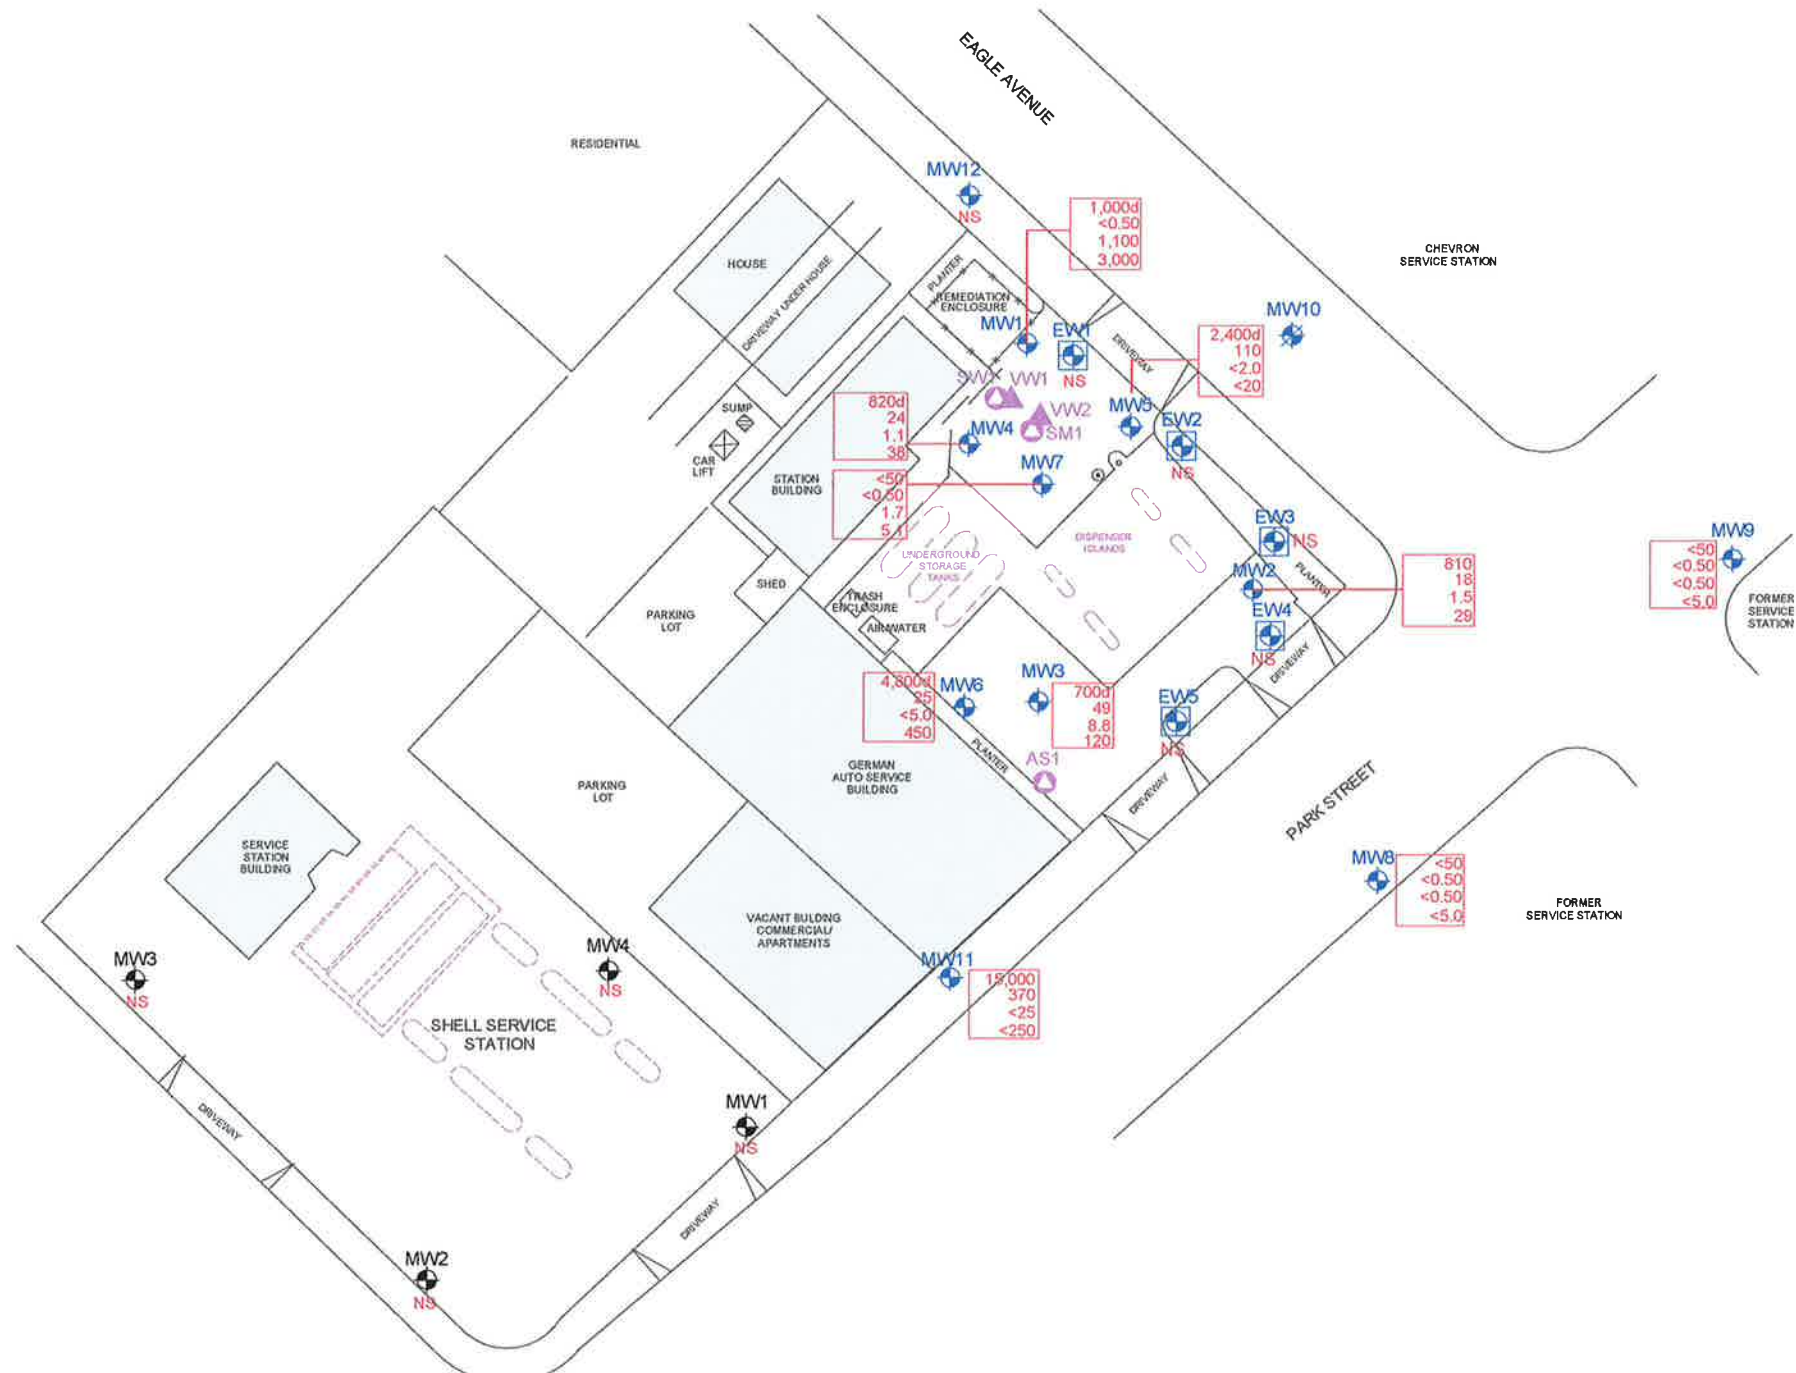 EAGLE AVENUE
RESIDENTIAL
MW12
NS
1,000d
<0.50
1,100
3,000
CHEVRON
SERVICE STATION
HOUSE
DRIVEWAY UNDER HOUSE
PLANTER
REMEDIATION
ENCLOSURE
MW1
EW1
NS
DRIVEWAY
MW10
2,400d
110
<2.0
<20
VW1
VW2
SM1
MW5
EW2
NS
820d
24
1.1
38
MW4
SUMP
CAR
LIFT
STATION
BUILDING
<50
<0.50
1.7
5.1
MW7
UNDERGROUND
STORAGE
TANKS
DISPENSER
ISLANDS
EW3
NS
MW2
PLANTER
810
18
1.5
29
EW4
NS
DRIVEWAY
MW9
<50
<0.50
<0.50
<5.0
FORMER
SERVICE
STATION
SHED
TRASH
ENCLOSURE
AIR/WATER
PARKING
LOT
4,800d
25
<5.0
450
MW6
MW3
700d
49
8.8
120
EW5
NS
PLANTER
AS1
DRIVEWAY
GERMAN
AUTO SERVICE
BUILDING
PARKING
LOT
PARK STREET
SERVICE
STATION
BUILDING
MW8
<50
<0.50
<0.50
<5.0
FORMER
SERVICE STATION
VACANT BULDING
COMMERCIAL/
APARTMENTS
MW3
NS
MW4
NS
MW11
15,000
370
<25
<250
SHELL SERVICE
STATION
MW1
NS
DRIVEWAY
DRIVEWAY
MW2
NS